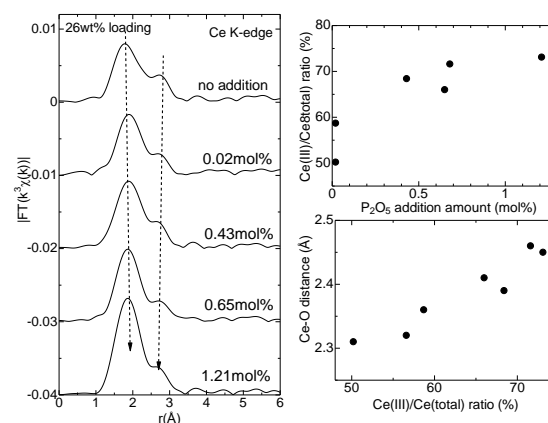 0.01
26wt% loading
Ce K-edge
no addition
0
0.02mol%
-0.01
0.43mol%
-0.02
0.65mol%
-0.03
1.21mol%
-0.04
|FT(k³χ(k))|
0 1 2 3 4 5 6
r(Å)
80
70
60
50
Ce(III)/Ce8total) ratio (%)
0 0.5 1
P₂O₅ addition amount (mol%)
2.5
2.4
2.3
Ce-O distance (Å)
50 60 70
Ce(III)/Ce(total) ratio (%)